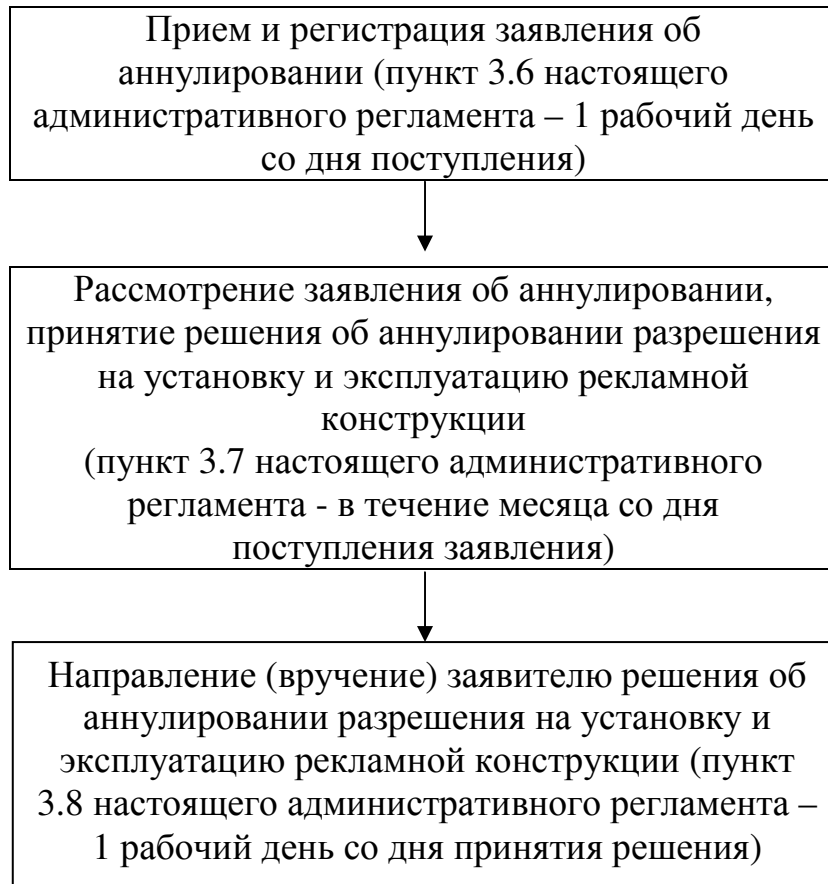 Прием и регистрация заявления об
аннулировании (пункт 3.6 настоящего
административного регламента – 1 рабочий день
со дня поступления)
Рассмотрение заявления об аннулировании,
принятие решения об аннулировании разрешения
на установку и эксплуатацию рекламной
конструкции
(пункт 3.7 настоящего административного
регламента - в течение месяца со дня
поступления заявления)
Направление (вручение) заявителю решения об
аннулировании разрешения на установку и
эксплуатацию рекламной конструкции (пункт
3.8 настоящего административного регламента –
1 рабочий день со дня принятия решения)